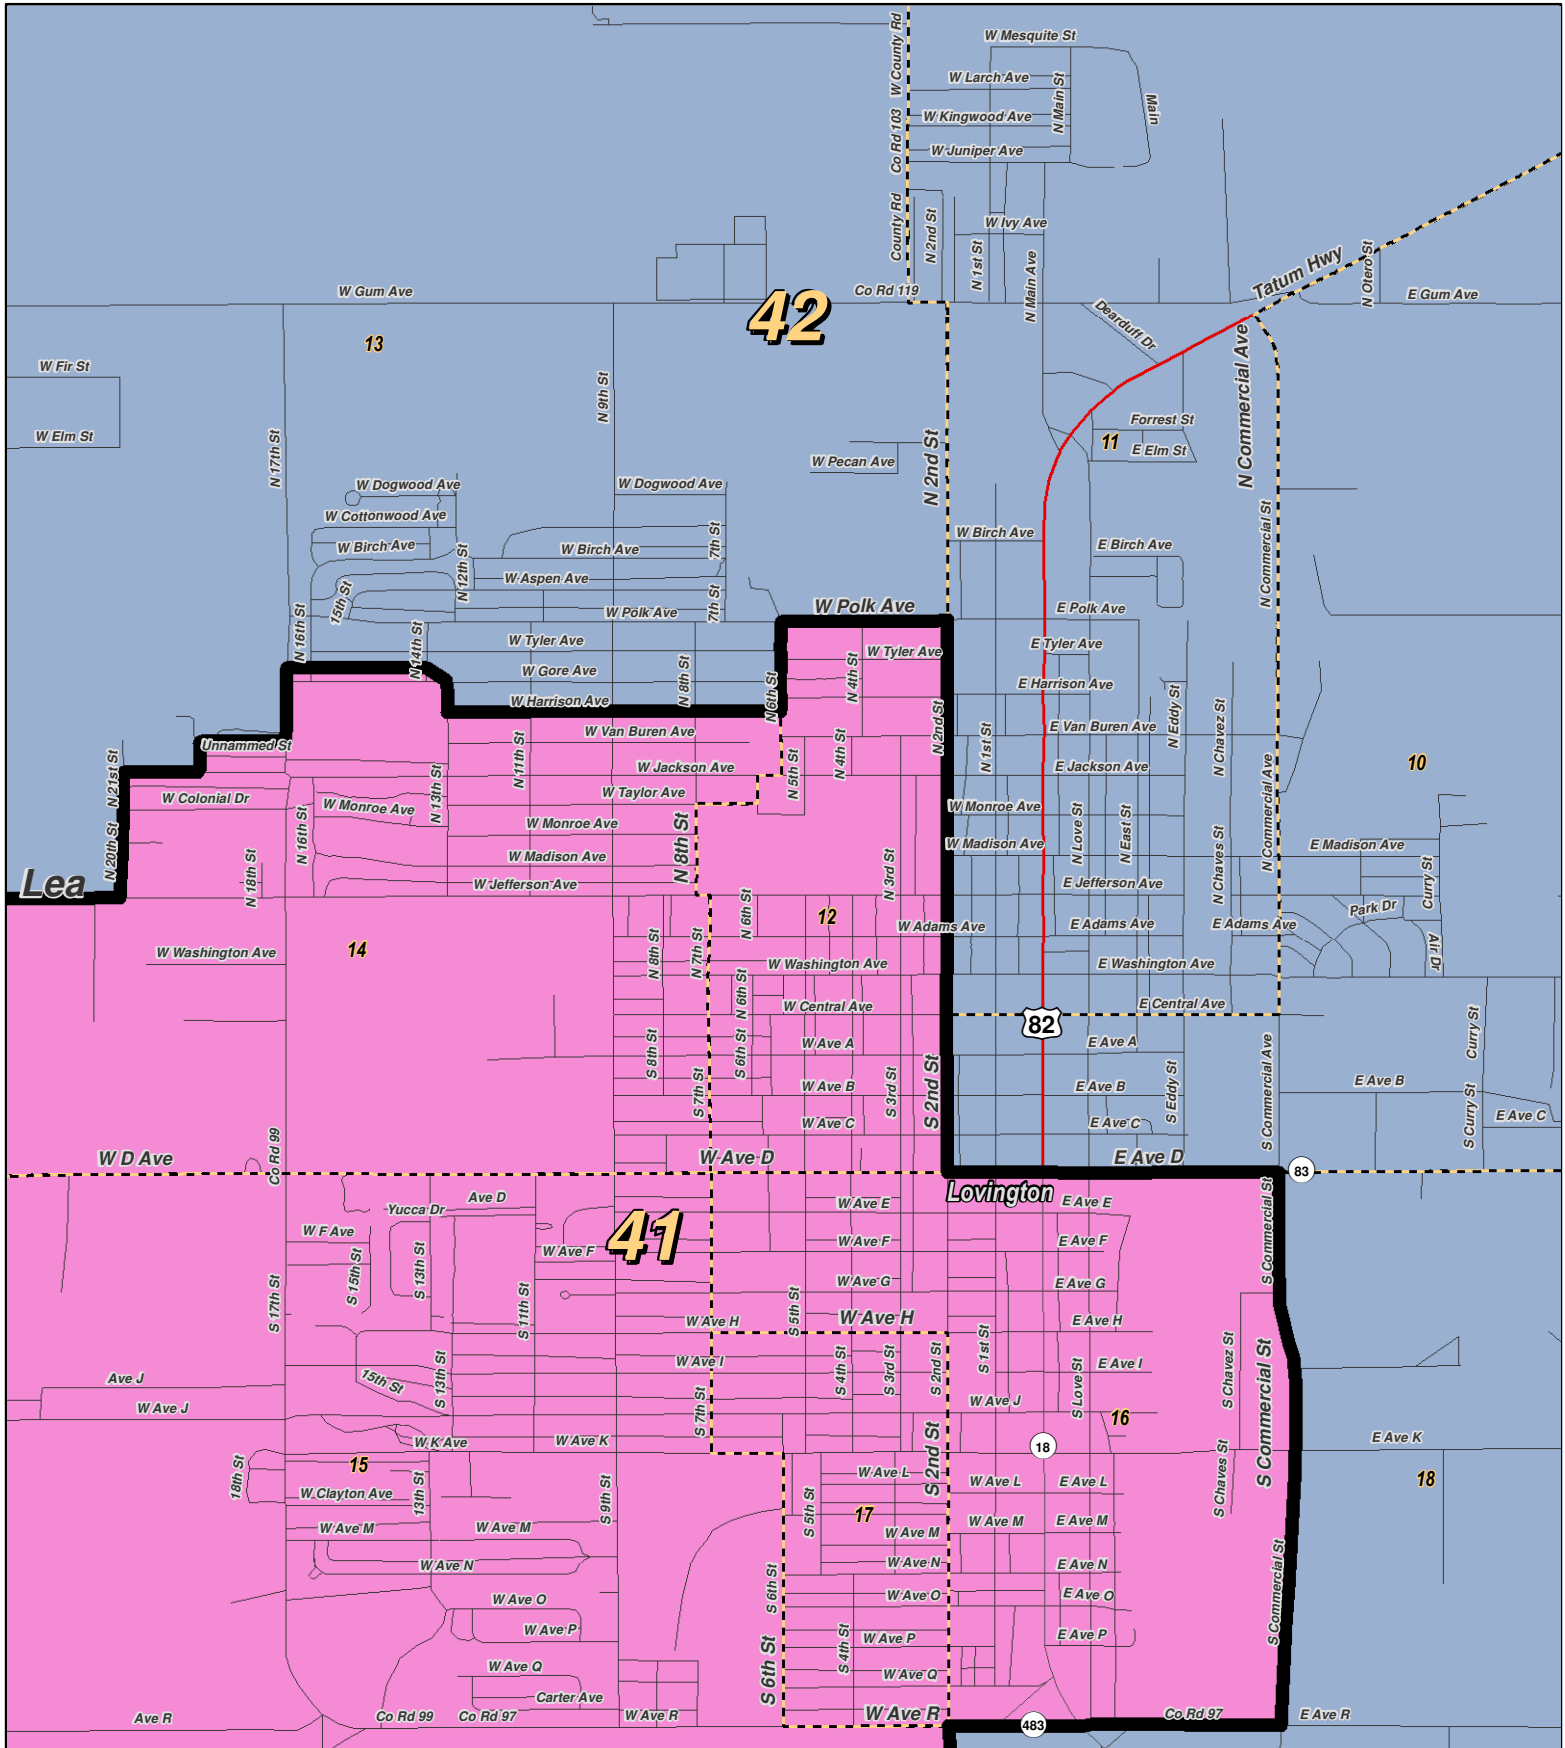 W Mesquite St
W County Rd
W Larch Ave
N Main St
Main
W Kingwood Ave
Co Rd 103
W Juniper Ave
County Rd
N 2nd St
W Ivy Ave
N 1st St
N Main Ave
Tatum Hwy
N Otero St
W Gum Ave
Co Rd 119
E Gum Ave
42
13
Dearduff Dr
W Fir St
N 9th St
N Commercial Ave
W Elm St
Forrest St
11
E Elm St
N 17th St
W Pecan Ave
N 2nd St
W Dogwood Ave
W Dogwood Ave
W Cottonwood Ave
W Birch Ave
W Birch Ave
7th St
W Birch Ave
E Birch Ave
N Commercial St
N 12th St
W Aspen Ave
15th St
7th St
W Polk Ave
W Polk Ave
E Polk Ave
N 16th St
N 14th St
W Tyler Ave
W Tyler Ave
E Tyler Ave
W Gore Ave
N 8th St
N 4th St
E Harrison Ave
W Harrison Ave
N 6th St
N 2nd St
N Eddy St
N Chavez St
Unnammed St
W Van Buren Ave
E Van Buren Ave
N 21st St
N 11th St
N 5th St
N 4th St
N 1st St
W Jackson Ave
E Jackson Ave
10
W Colonial Dr
W Monroe Ave
N 13th St
W Taylor Ave
W Monroe Ave
N Commercial Ave
N 16th St
W Monroe Ave
N Love St
N East St
N 20th St
W Madison Ave
N 8th St
W Madison Ave
E Madison Ave
Lea
N 18th St
W Jefferson Ave
N 3rd St
E Jefferson Ave
N Chaves St
Curry St
12
N 6th St
W Adams Ave
E Adams Ave
E Adams Ave
Park Dr
14
W Washington Ave
N 8th St
N 7th St
W Washington Ave
E Washington Ave
Air Dr
N 6th St
W Central Ave
E Central Ave
82
S 8th St
S 6th St
W Ave A
E Ave A
S Commercial Ave
Curry St
S 7th St
W Ave B
S 3rd St
S 2nd St
E Ave B
S Eddy St
E Ave B
W Ave C
E Ave C
S Curry St
E Ave C
W D Ave
Co Rd 99
W Ave D
E Ave D
83
Lovington
Yucca Dr
Ave D
W Ave E
E Ave E
41
W F Ave
W Ave F
W Ave F
E Ave F
S Commercial St
S 15th St
S 13th St
W Ave G
E Ave G
S 17th St
S 11th St
S 5th St
W Ave H
W Ave H
E Ave H
W Ave I
S 4th St
S 3rd St
S 2nd St
S 1st St
E Ave I
S Chavez St
S Commercial St
Ave J
15th St
S 13th St
S Love St
W Ave J
S 7th St
W Ave J
16
W K Ave
W Ave K
18
E Ave K
18th St
15
W Ave L
S 2nd St
W Ave L
E Ave L
S Chaves St
18
W Clayton Ave
13th St
S 9th St
S 5th St
17
W Ave M
W Ave M
W Ave M
W Ave M
E Ave M
W Ave N
W Ave N
E Ave N
S Commercial St
W Ave O
S 6th St
W Ave O
E Ave O
W Ave P
S 4th St
W Ave P
E Ave P
W Ave Q
S 6th St
W Ave Q
Carter Ave
Ave R
Co Rd 99
Co Rd 97
W Ave R
W Ave R
483
Co Rd 97
E Ave R